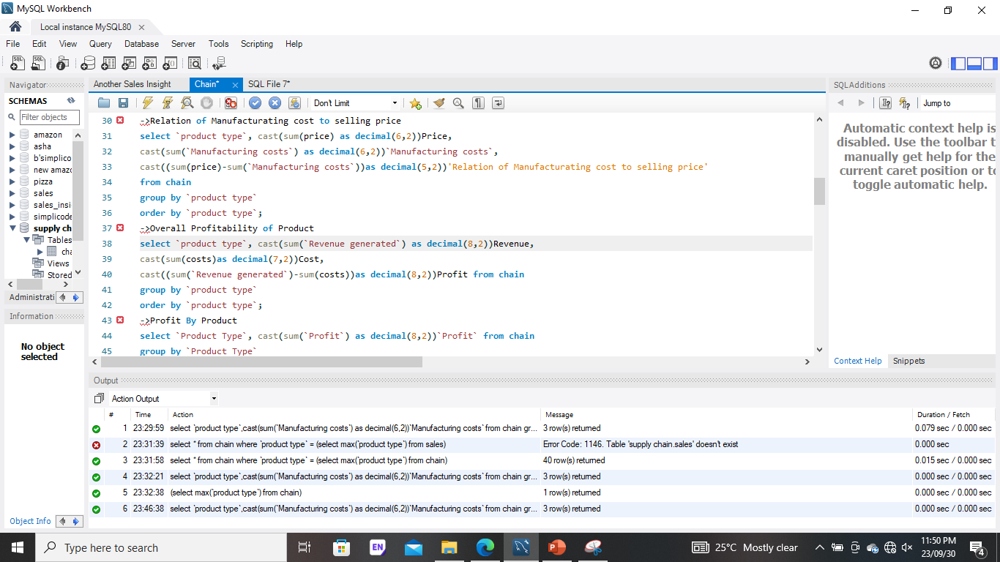 MySQL Workbench
Local instance MySQL80
File Edit View Query Database Server Tools Scripting Help
Navigator
SCHEMAS
Filter objects
amazon
asha
b'simplico
new amazo
pizza
sales
sales_insi
simplicode
supply ch
Tables
cha
Views
Stored
Administrati
Information
No object
selected
Object Info
Another Sales Insight Chain* SQL File 7*
Don't Limit
30 ->Relation of Manufacturating cost to selling price
31 select `product type`, cast(sum(price) as decimal(6,2))Price,
32 cast(sum(`Manufacturing costs`) as decimal(6,2))`Manufacturing costs`,
33 cast((sum(price)-sum(`Manufacturing costs`))as decimal(5,2))'Relation of Manufacturating cost to selling price'
34 from chain
35 group by `product type`
36 order by `product type`;
37 ->Overall Profitability of Product
38 select `product type`, cast(sum(`Revenue generated`) as decimal(8,2))Revenue,
39 cast(sum(costs)as decimal(7,2))Cost,
40 cast((sum(`Revenue generated`)-sum(costs))as decimal(8,2))Profit from chain
41 group by `product type`
42 order by `product type`;
43 ->Profit By Product
44 select `Product Type`, cast(sum(`Profit`) as decimal(8,2))`Profit` from chain
45 group by `Product Type`
SQLAdditions
Jump to
Automatic context help is
disabled. Use the toolbar t
manually get help for the
current caret position or to
toggle automatic help.
Context Help Snippets
Output
Action Output
# Time Action Message Duration / Fetch
1 23:29:59 select `product type`,cast(sum(`Manufacturing costs`) as decimal(6,2))`Manufacturing costs` from chain gr... 3 row(s) returned 0.079 sec / 0.000 sec
2 23:31:39 select * from chain where `product type` = (select max(`product type`) from sales) Error Code: 1146. Table 'supply chain.sales' doesn't exist 0.000 sec
3 23:31:58 select * from chain where `product type` = (select max(`product type`) from chain) 40 row(s) returned 0.015 sec / 0.000 sec
4 23:32:21 select `product type`,cast(sum(`Manufacturing costs`) as decimal(6,2))`Manufacturing costs` from chain gr... 3 row(s) returned 0.000 sec / 0.000 sec
5 23:32:38 (select max(`product type`) from chain) 1 row(s) returned 0.000 sec / 0.000 sec
6 23:46:38 select `product type`,cast(sum(`Manufacturing costs`) as decimal(6,2))`Manufacturing costs` from chain gr... 3 row(s) returned 0.000 sec / 0.000 sec
Type here to search
EN
25°C Mostly clear
11:50 PM
23/09/30
4